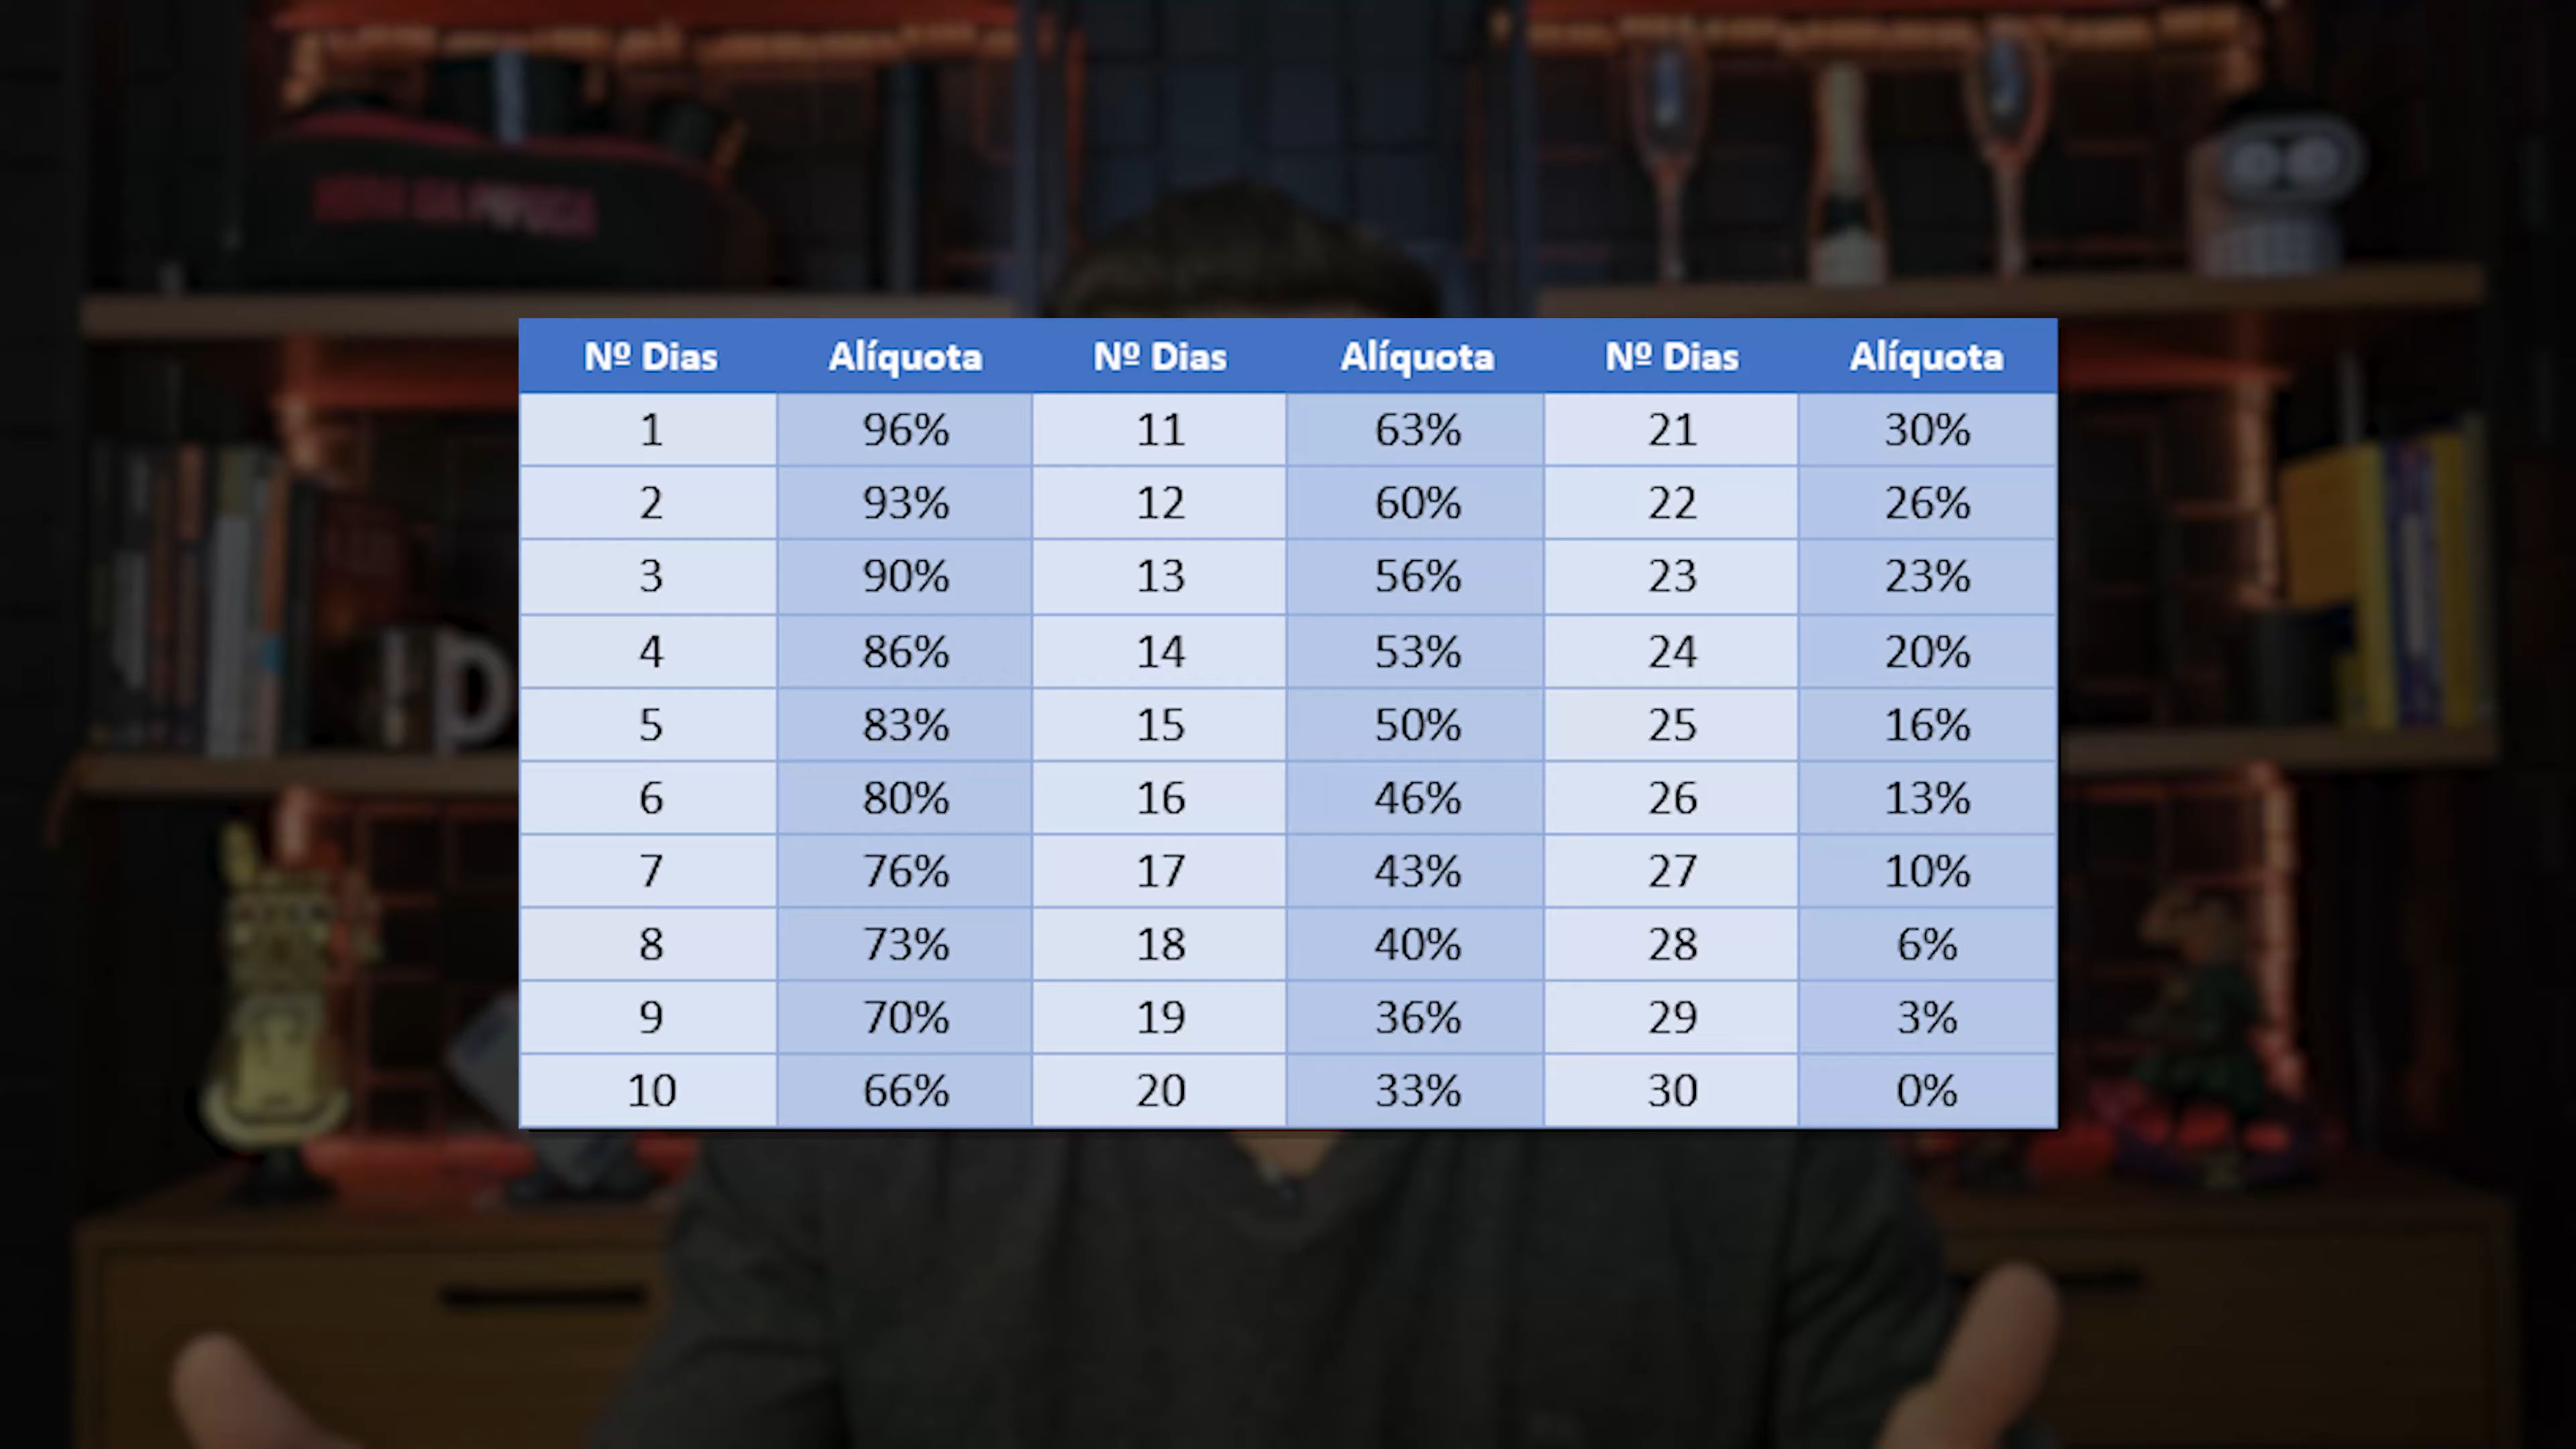 Nº Dias Alíquota Nº Dias Alíquota Nº Dias Alíquota
1 96% 11 63% 21 30%
2 93% 12 60% 22 26%
3 90% 13 56% 23 23%
4 86% 14 53% 24 20%
5 83% 15 50% 25 16%
6 80% 16 46% 26 13%
7 76% 17 43% 27 10%
8 73% 18 40% 28 6%
9 70% 19 36% 29 3%
10 66% 20 33% 30 0%